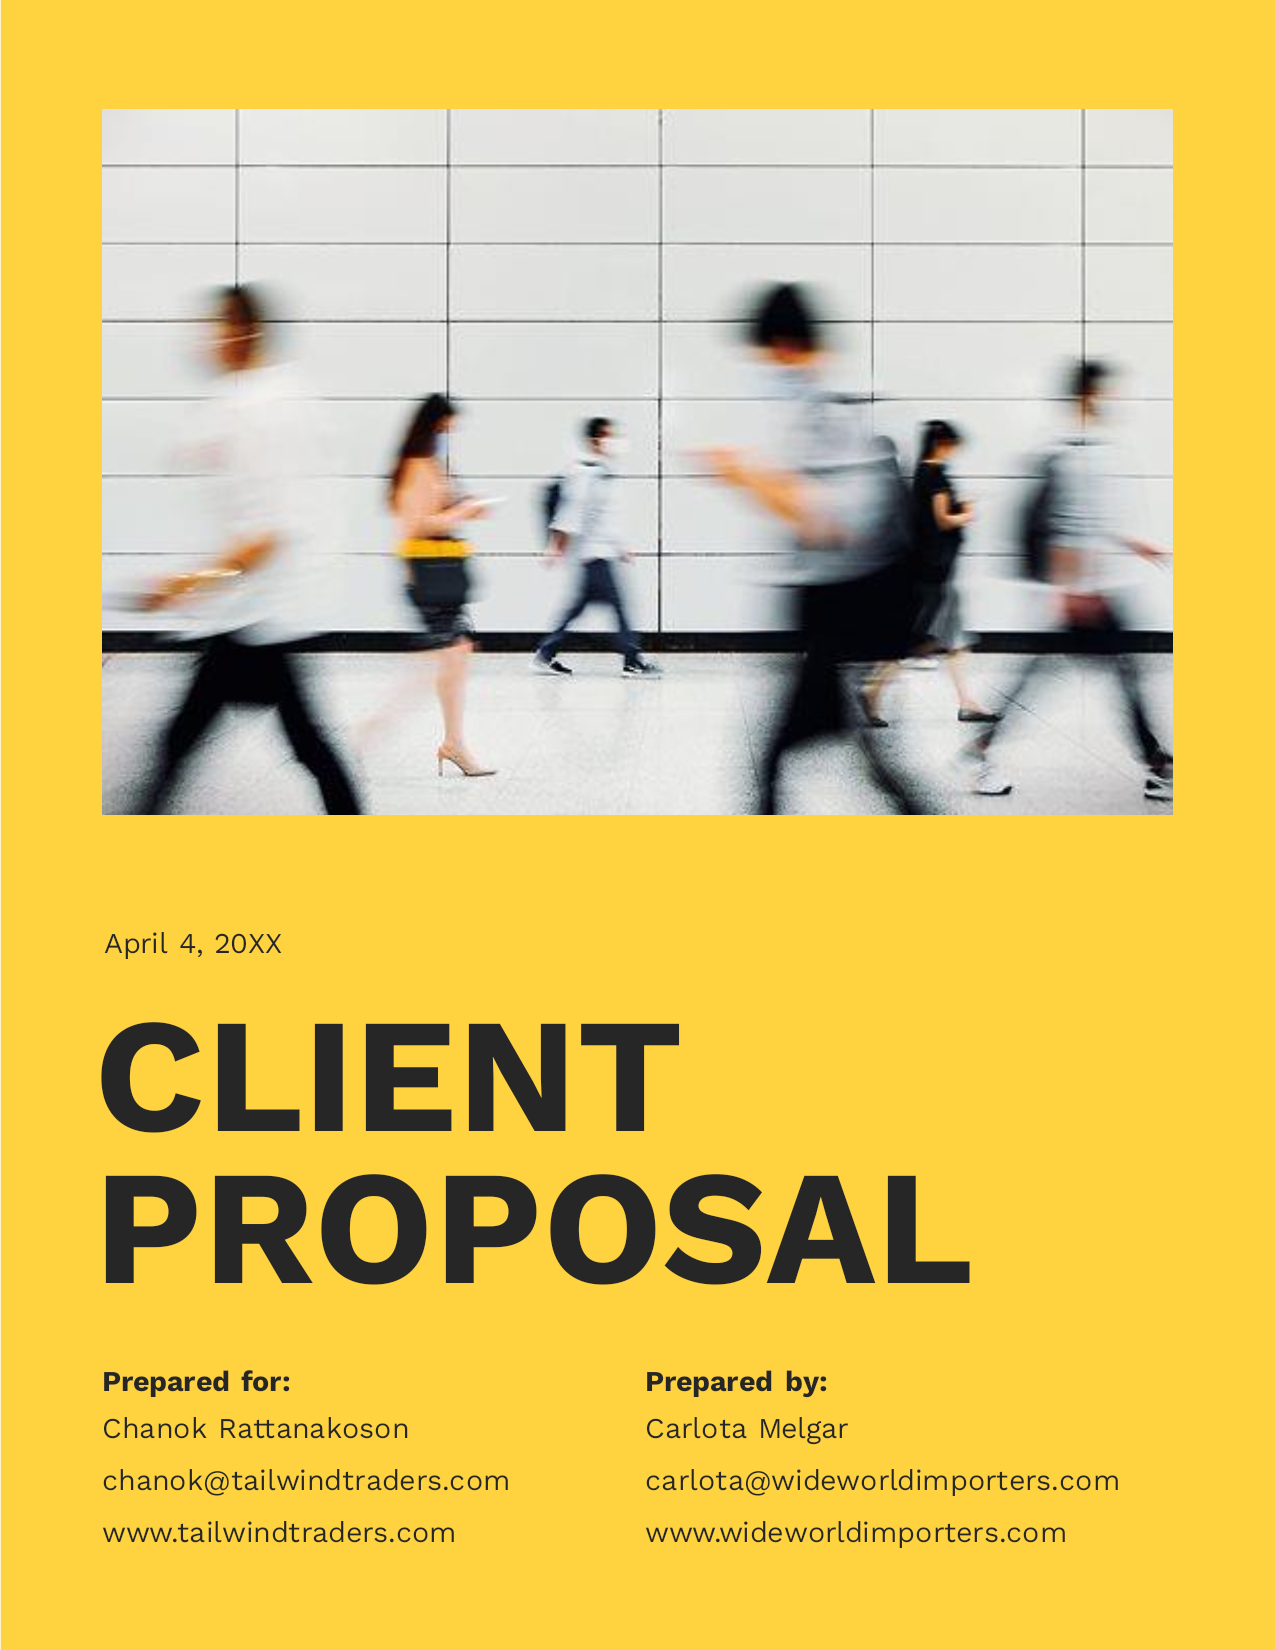 April 4, 20XX
CLIENT
PROPOSAL
Prepared for:
Chanok Rattanakoson
chanok@tailwindtraders.com
www.tailwindtraders.com
Prepared by:
Carlota Melgar
carlota@wideworldimporters.com
www.wideworldimporters.com